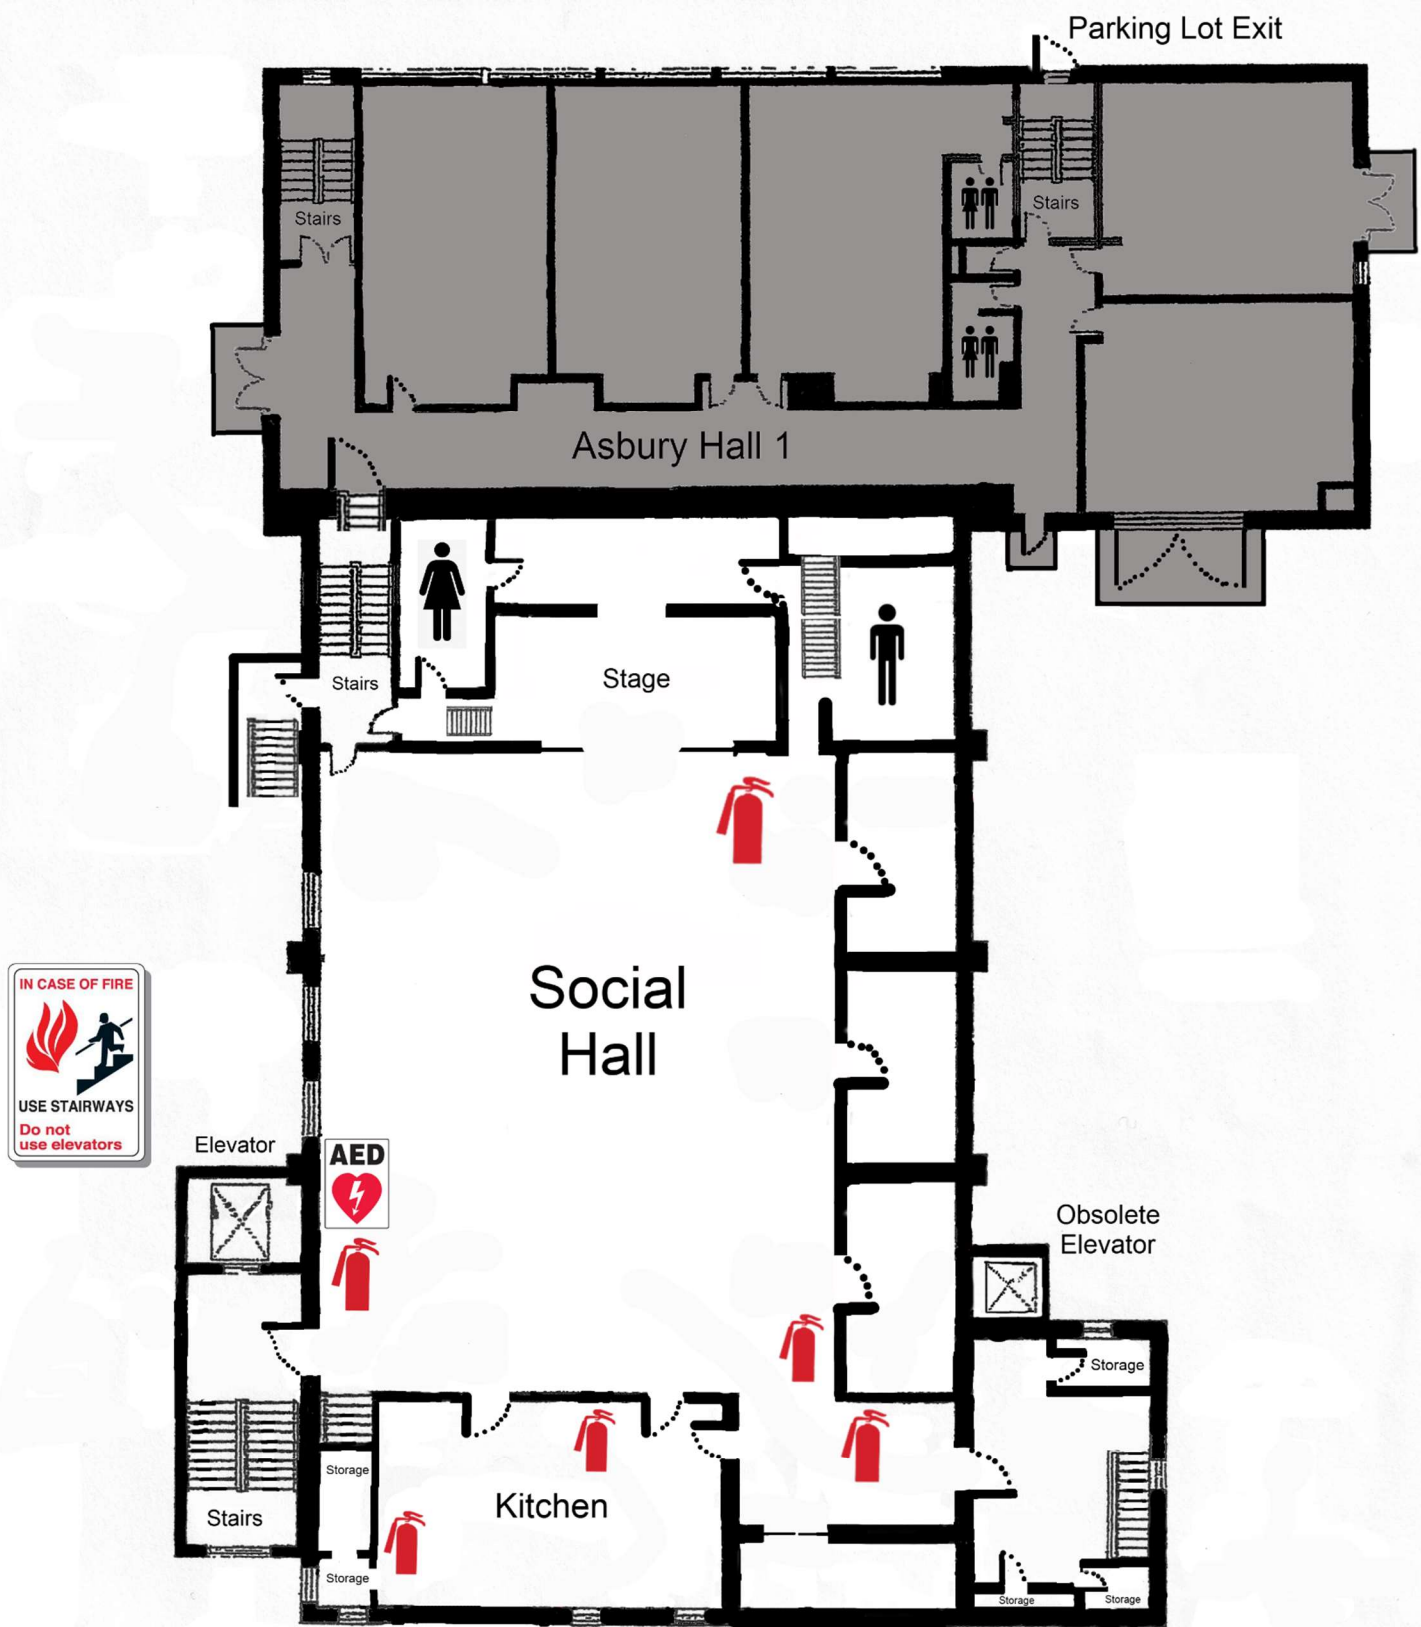 Parking Lot Exit
Stairs
Stairs
Asbury Hall 1
Stairs
Stage
Social
Hall
IN CASE OF FIRE
USE STAIRWAYS
Do not
use elevators
Elevator
AED
Obsolete
Elevator
Storage
Storage
Kitchen
Stairs
Storage
Storage
Storage